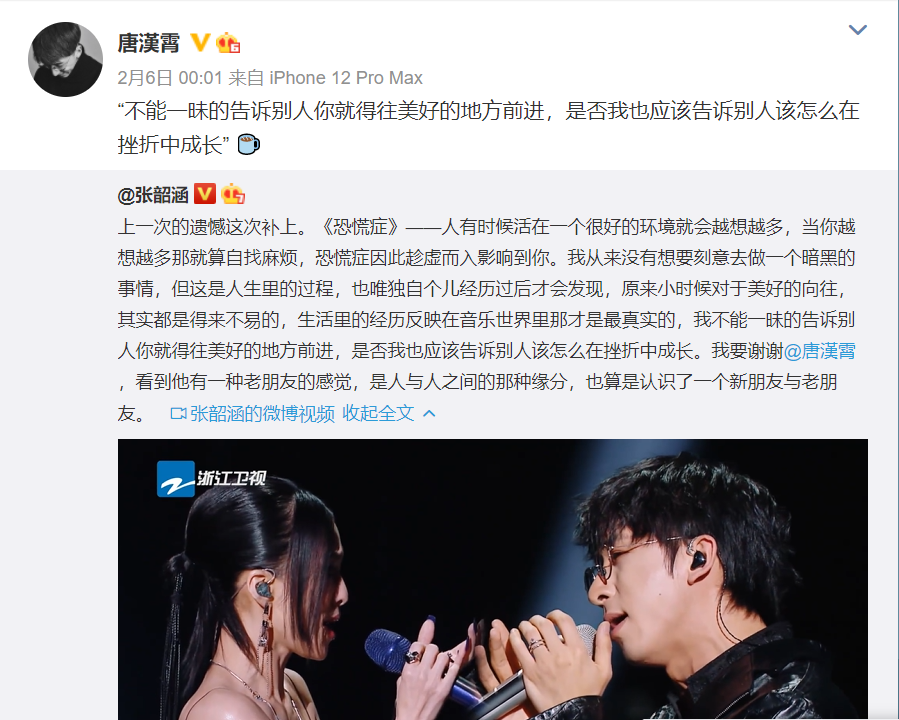 唐漢霄
2月6日 00:01 来自 iPhone 12 Pro Max
“不能一昧的告诉别人你就得往美好的地方前进，是否我也应该告诉别人该怎么在
挫折中成长”
@张韶涵
上一次的遗憾这次补上。《恐慌症》——人有时候活在一个很好的环境就会越想越多，当你越
想越多那就算自找麻烦，恐慌症因此趁虚而入影响到你。我从来没有想要刻意去做一个暗黑的
事情，但这是人生里的过程，也唯独自个儿经历过后才会发现，原来小时候对于美好的向往，
其实都是得来不易的，生活里的经历反映在音乐世界里那才是最真实的，我不能一昧的告诉别
人你就得往美好的地方前进，是否我也应该告诉别人该怎么在挫折中成长。我要谢谢@唐漢霄
，看到他有一种老朋友的感觉，是人与人之间的那种缘分，也算是认识了一个新朋友与老朋
友。 张韶涵的微博视频 收起全文
浙江卫视